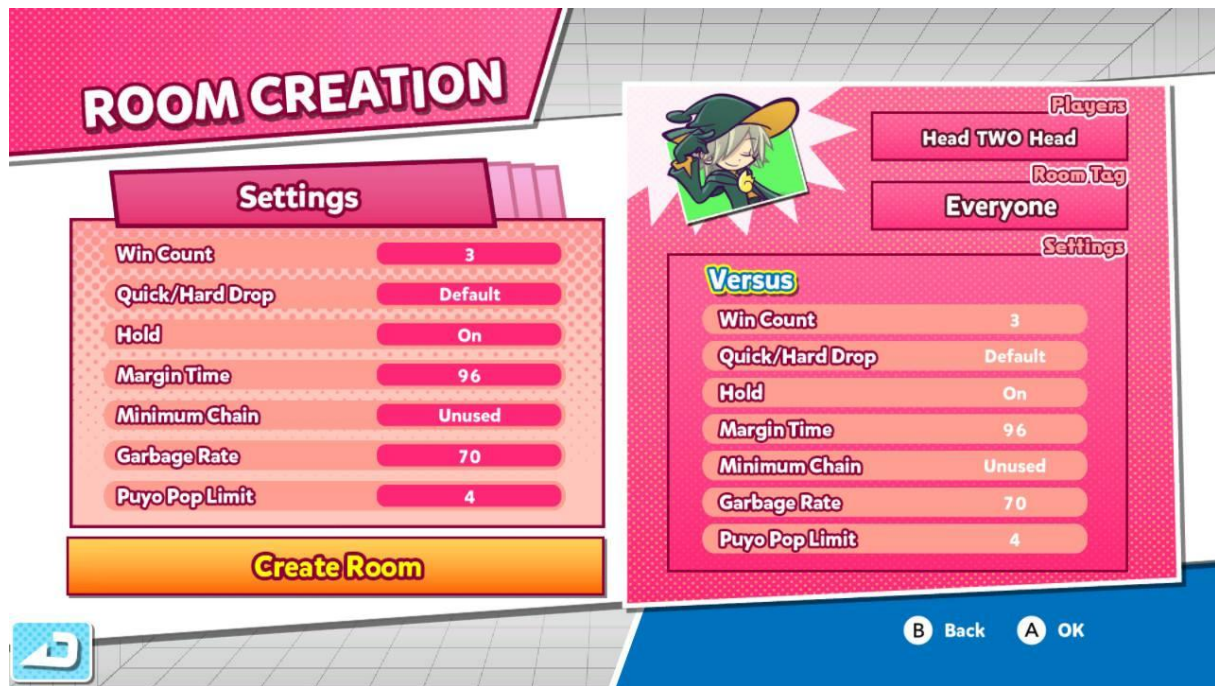 ROOM CREATION
Settings
Win Count 3
Quick/Hard Drop Default
Hold On
Margin Time 96
Minimum Chain Unused
Garbage Rate 70
Puyo Pop Limit 4
Create Room
Players
Head TWO Head
Room Tag
Everyone
Settings
Versus
Win Count 3
Quick/Hard Drop Default
Hold On
Margin Time 96
Minimum Chain Unused
Garbage Rate 70
Puyo Pop Limit 4
B Back A OK